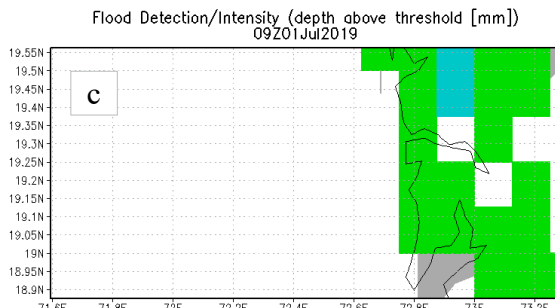 Flood Detection/Intensity (depth above threshold [mm])
09Z01Jul2019
c
19.55N
19.5N
19.45N
19.4N
19.35N
19.3N
19.25N
19.2N
19.15N
19.1N
19.05N
19N
18.95N
18.9N